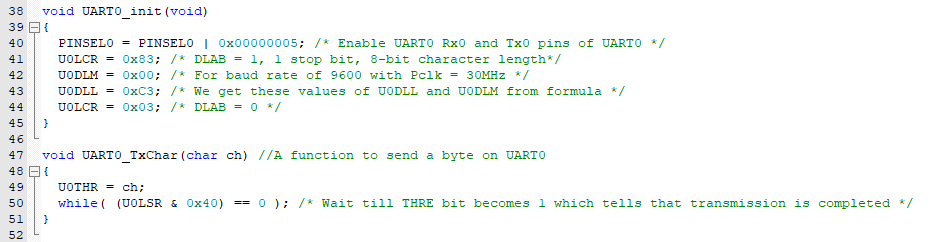 38 void UART0_init(void)
39 {
40 PINSEL0 = PINSEL0 | 0x00000005; /* Enable UART0 Rx0 and Tx0 pins of UART0 */
41 U0LCR = 0x83; /* DLAB = 1, 1 stop bit, 8-bit character length*/
42 U0DLM = 0x00; /* For baud rate of 9600 with Pclk = 30MHz */
43 U0DLL = 0xC3; /* We get these values of U0DLL and U0DLM from formula */
44 U0LCR = 0x03; /* DLAB = 0 */
45 }
46
47 void UART0_TxChar(char ch) //A function to send a byte on UART0
48 {
49 U0THR = ch;
50 while( (U0LSR & 0x40) == 0 ); /* Wait till THRE bit becomes 1 which tells that transmission is completed */
51 }
52